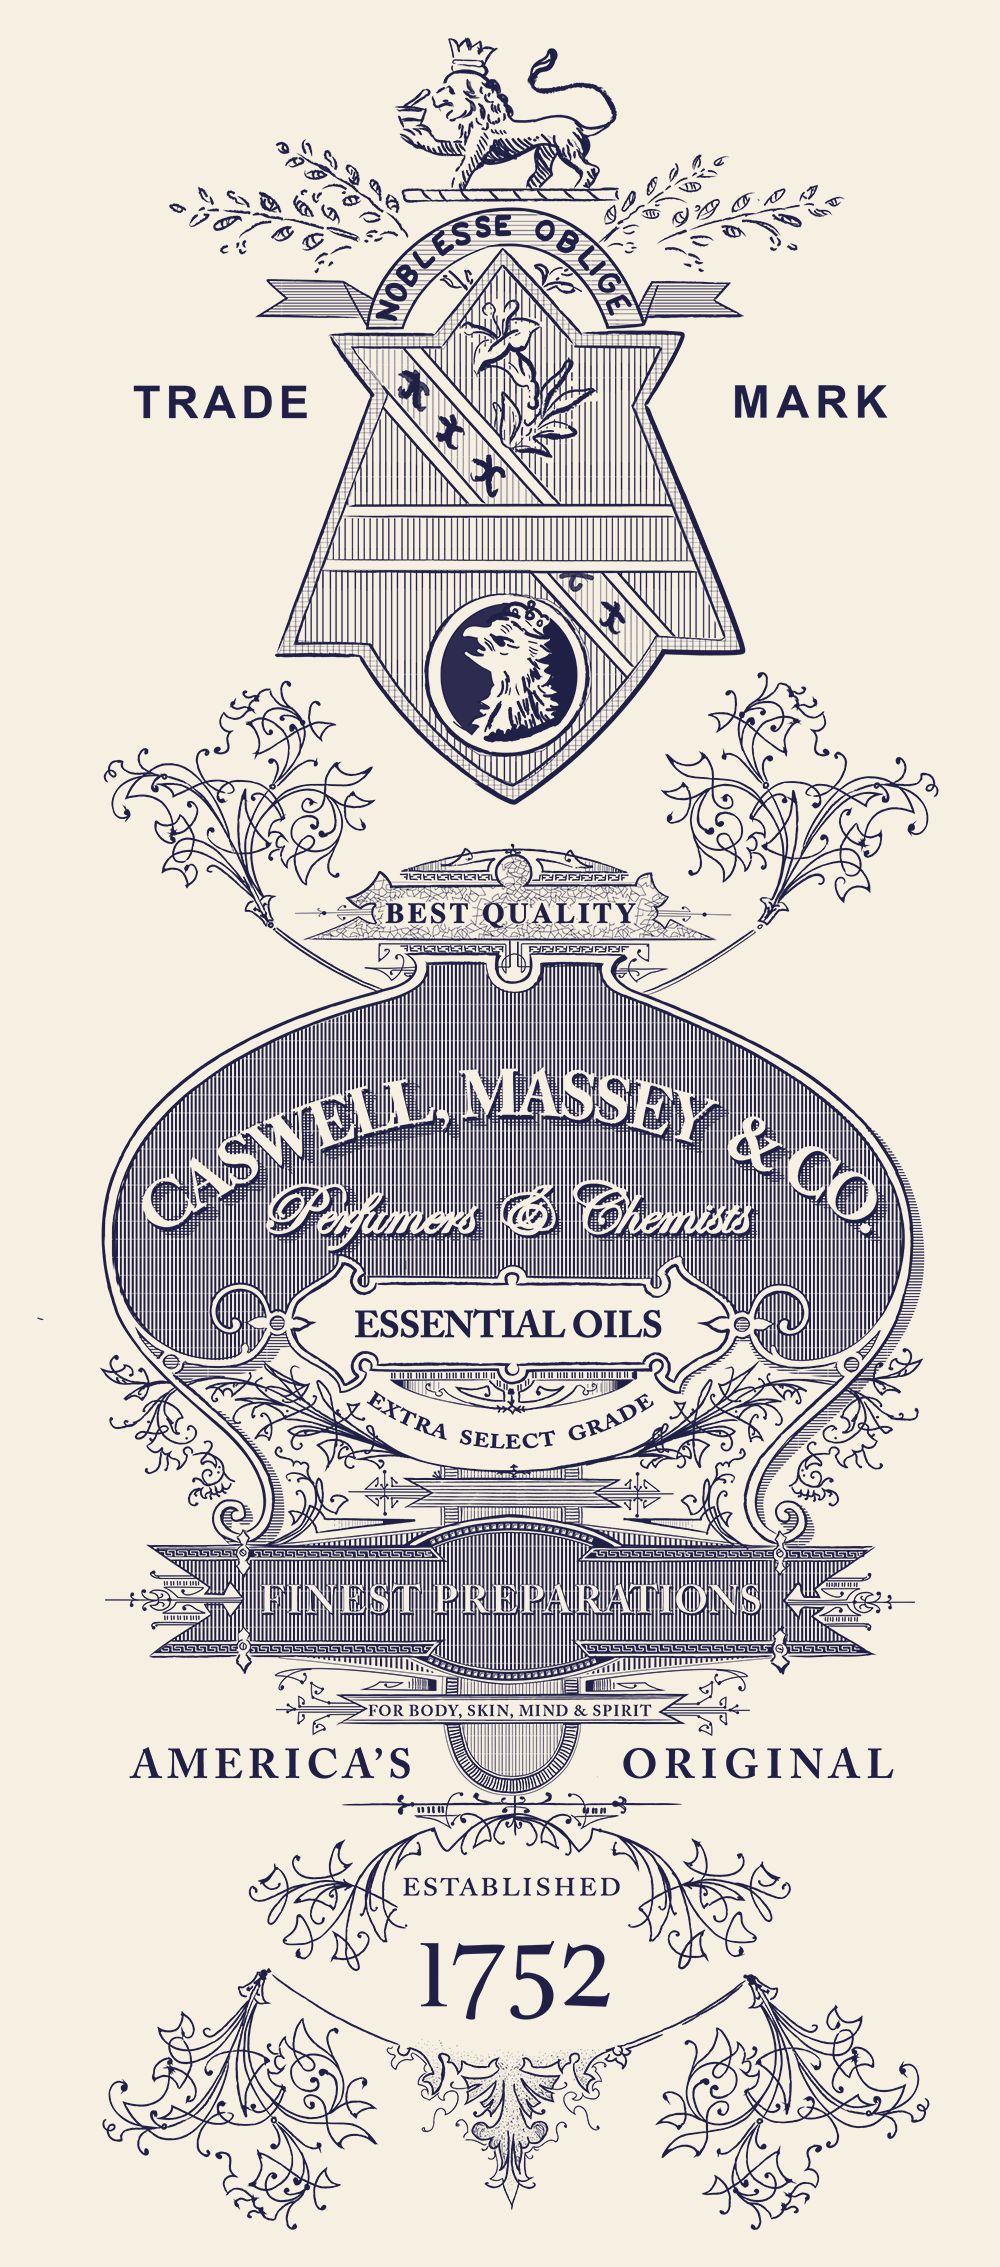 NOBLESSE OBLIGE
TRADE MARK
BEST QUALITY
CASWELL, MASSEY & CO.
Perfumers & Chemists
ESSENTIAL OILS
EXTRA SELECT GRADE
FINEST PREPARATIONS
FOR BODY, SKIN, MIND & SPIRIT
AMERICA’S ORIGINAL
ESTABLISHED
1752